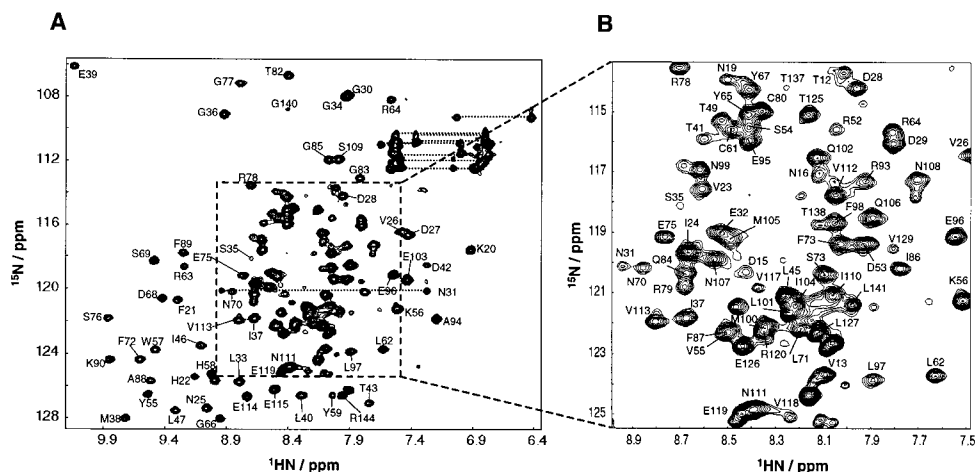 A
B
E39
G77
T82
G30
G34
R64
G140
G36
G85
S109
G83
R78
D28
V26
D27
S35
F89
S69
E75
K20
R63
E103
D42
E96
N31
D68
N70
F21
K56
S76
V113
I37
A94
I46
F72
W57
L33
L97
L62
K90
H58
N111
E119
A88
H22
T43
Y55
N25
E114
E115
L40
Y59
R144
M38
L47
G66
108
112
116
120
124
128
15N / ppm
9.9
9.4
8.9
8.4
7.9
7.4
6.9
6.4
1HN / ppm
N19
Y67
T137
T12
D28
R78
Y65
C80
T125
T49
S54
R52
R64
T41
C61
E95
D29
Q102
V26
N99
N16
V112
R93
N108
V23
S35
T138
F98
Q106
E75
I24
E32
M105
E96
F73
V129
N31
Q84
D15
S73
D53
I86
N70
R79
N107
V117
L45
I104
I110
L141
K56
V113
I37
L101
M100
L127
F87
V55
R120
L71
E126
V13
L97
L62
N111
V118
E119
115
117
119
121
123
125
15N / ppm
8.9
8.7
8.5
8.3
8.1
7.9
7.7
7.5
1HN / ppm